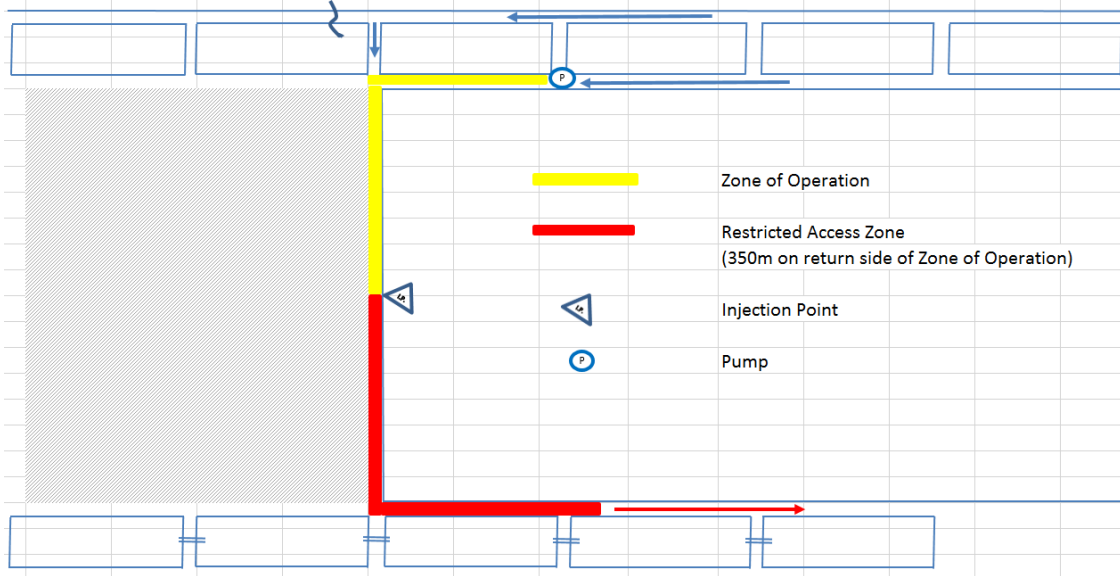 P
Zone of Operation
Restricted Access Zone
(350m on return side of Zone of Operation)
Injection Point
P
Pump